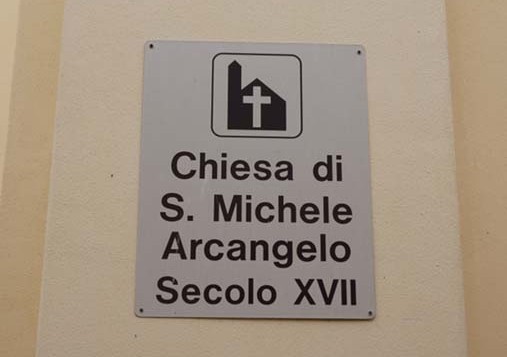 Chiesa di
S. Michele
Arcangelo
Secolo XVII